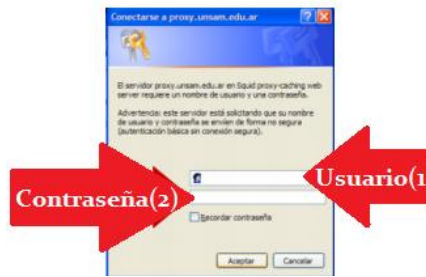 Conectarse a proxy.unsam.edu.ar
El servidor proxy.unsam.edu.ar en Squid proxy-caching web
server requiere un nombre de usuario y una contraseña.
Advertencia: este servidor está solicitando que su nombre
de usuario y contraseña se envíen de forma no segura
(autenticación básica sin conexión segura).
Usuario(1
Contraseña(2)
Recordar contraseña
Aceptar Cancelar